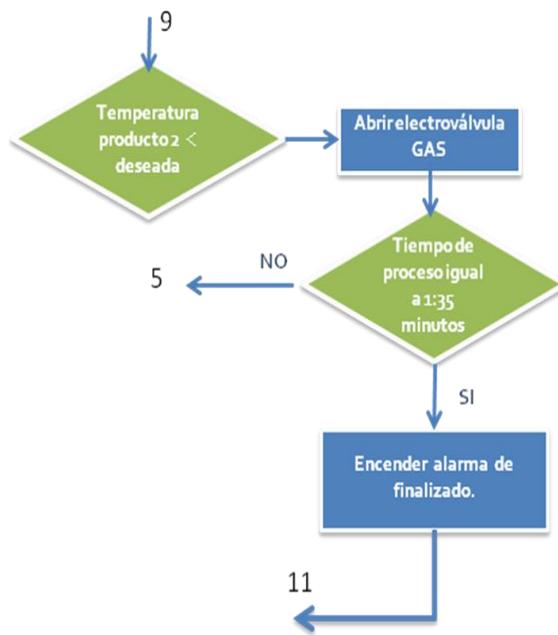 9
Temperatura
producto 2 <
deseada
Abrir electroválvula
GAS
Tiempo de
proceso igual
a 1:35
minutos
NO
5
SI
Encender alarma de
finalizado.
11